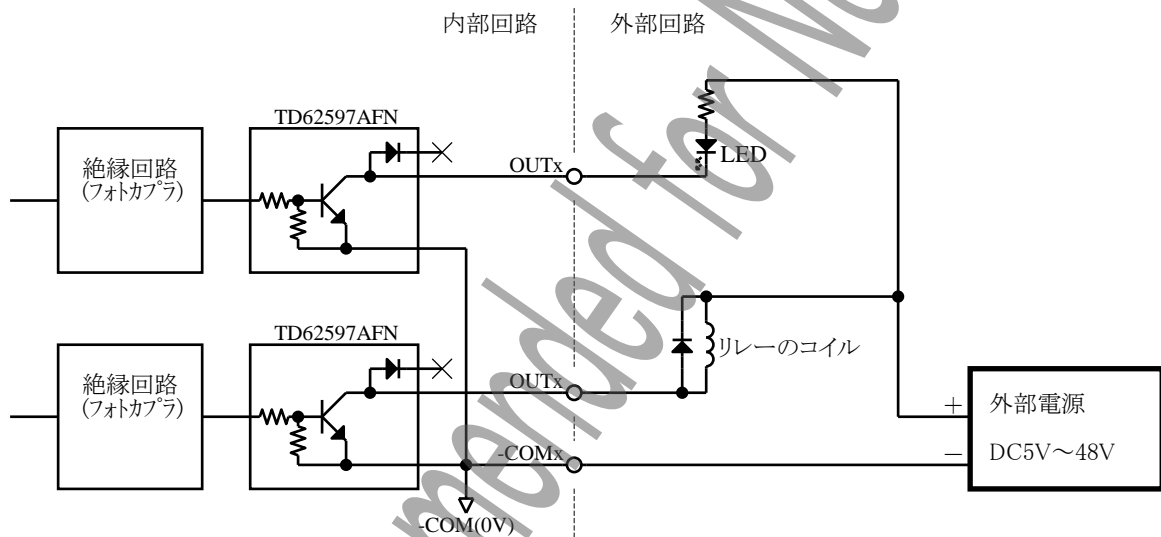 内部回路
外部回路
TD62597AFN
絶縁回路
(フォトカプラ)
OUTx
LED
TD62597AFN
絶縁回路
(フォトカプラ)
OUTx
リレーのコイル
-COMx
-COM(0V)
+
−
外部電源
DC5V～48V
mended for N